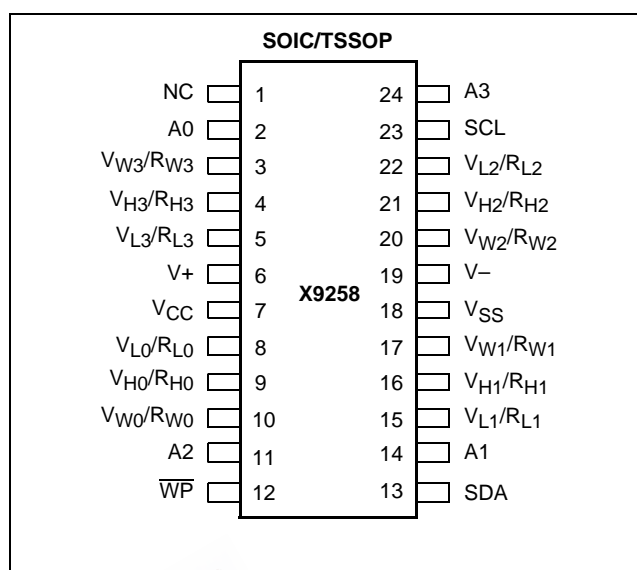 SOIC/TSSOP
NC 1 24 A3
A0 2 23 SCL
VW3/RW3 3 22 VL2/RL2
VH3/RH3 4 21 VH2/RH2
VL3/RL3 5 20 VW2/RW2
V+ 6 19 V–
X9258
VCC 7 18 VSS
VL0/RL0 8 17 VW1/RW1
VH0/RH0 9 16 VH1/RH1
VW0/RW0 10 15 VL1/RL1
A2 11 14 A1
W̅P̅ 12 13 SDA